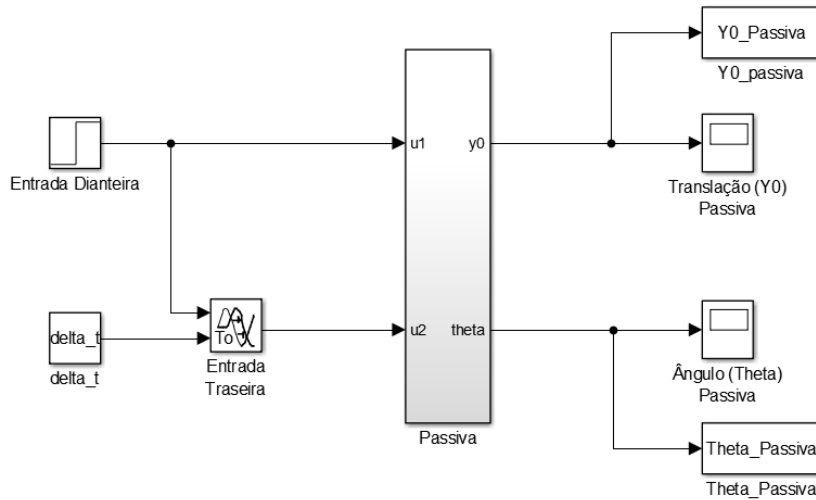 Y0_Passiva
Y0_passiva
Entrada Dianteira
u1
y0
Translação (Y0)
Passiva
delta_t
delta_t
To
Entrada
Traseira
u2
theta
Passiva
Ângulo (Theta)
Passiva
Theta_Passiva
Theta_Passiva